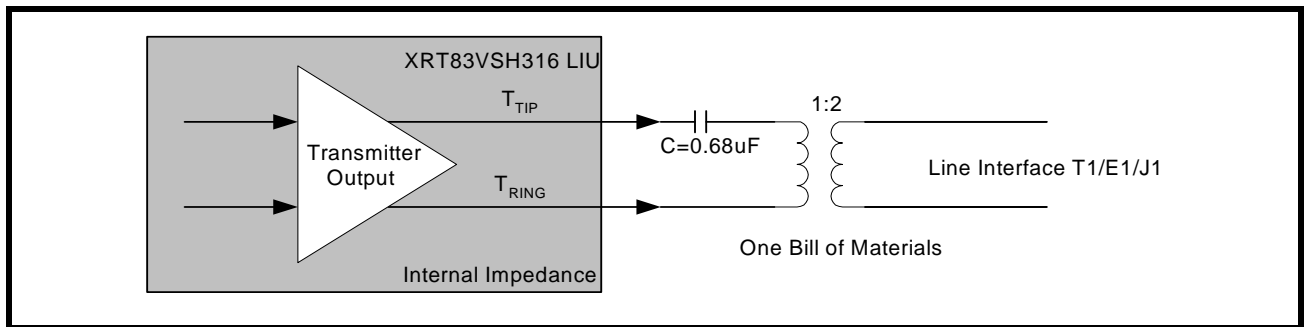 XRT83VSH316 LIU
T_TIP
1:2
C=0.68uF
Transmitter
Output
Line Interface T1/E1/J1
T_RING
One Bill of Materials
Internal Impedance